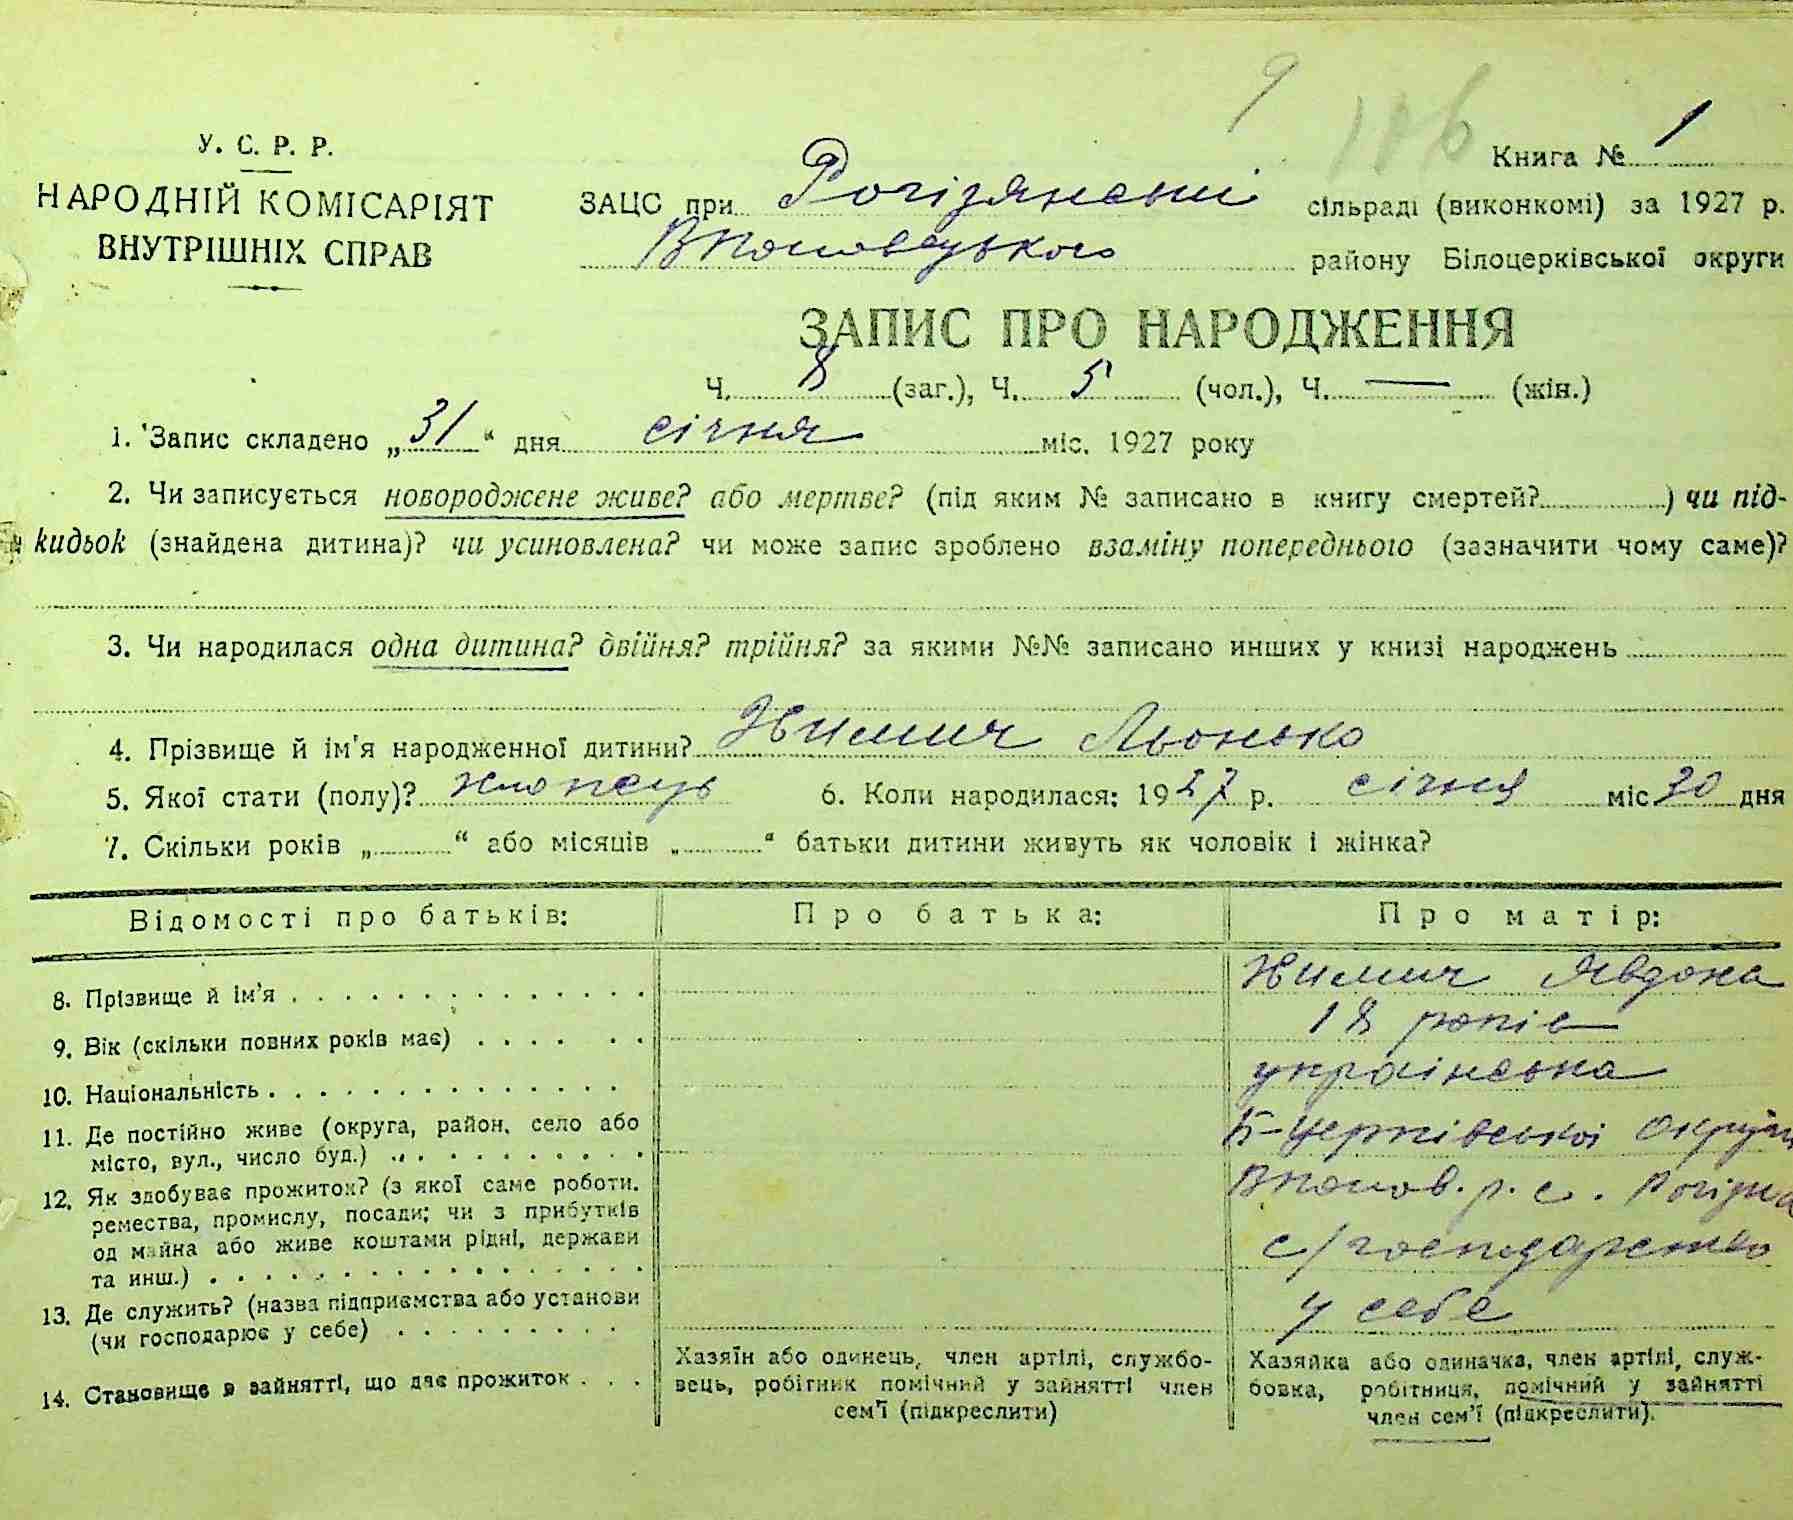 9
106
У. С. Р. Р.
НАРОДНІЙ КОМІСАРІЯТ
ВНУТРІШНІХ СПРАВ
Книга № 1
ЗАЦС при Рогізянські сільраді (виконкомі) за 1927 р.
району Білоцерківської округи
ЗАПИС ПРО НАРОДЖЕННЯ
Ч. 8 (заг.), Ч. 5 (чол.), Ч. — (жін.)
1. Запис складено „31“ дня січня міс. 1927 року
2. Чи записується новороджене живе? або мертве? (під яким № записано в книгу смертей?) чи під-
кидьок (знайдена дитина)? чи усиновлена? чи може запис зроблено взаміну попереднього (зазначити чому саме)?
3. Чи народилася одна дитина? двійня? трійня? за якими №№ записано инших у книзі народжень
4. Прізвище й ім'я народженної дитини? Химич Льонько
5. Якої стати (полу)? хлопець 6. Коли народилася: 1927 р. січня міс 30 дня
7. Скільки років „ “ або місяців „ “ батьки дитини живуть як чоловік і жінка?
Відомості про батьків: Про батька: Про матір:
8. Прізвище й ім'я Химич Явдоха
9. Вік (скільки повних років має) 18 років
10. Національність українська
11. Де постійно живе (округа, район, село або
місто, вул., число буд.)
Б-Церківської Округи
р. с.
12. Як здобуває прожиток? (з якої саме роботи,
ремества, промислу, посади; чи з прибутків
од майна або живе коштами рідні, держави
та инш.)
с/господарство
13. Де служить? (назва підприємства або установи
(чи господарює у себе)
у себе
14. Становище в зайнятті, що дає прожиток
Хазяїн або одинець, член артілі, службо-
вець, робітник помічний у зайнятті член
сем'ї (підкреслити)
Хазяйка або одиначка, член артілі, служ-
бовка, робітниця, помічний у зайнятті
член сем'ї (підкреслити).